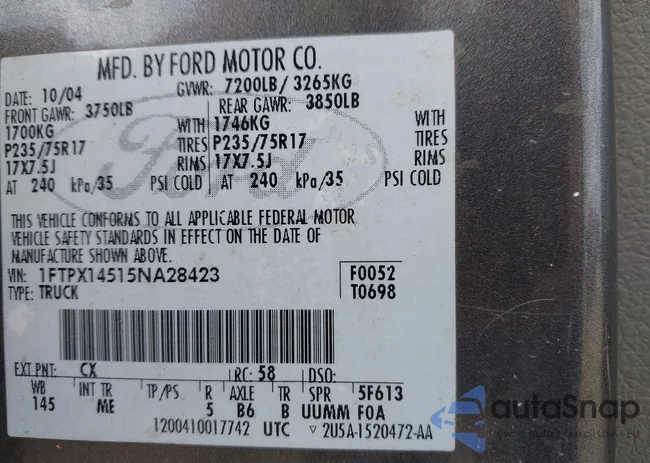 MFD. BY FORD MOTOR CO.
DATE: 10/04 GVWR: 7200LB/ 3265KG
FRONT GAWR: 3750LB REAR GAWR: 3850LB
1700KG WITH 1746KG WITH
P235/75R17 TIRES P235/75R17 TIRES
17X7.5J RIMS 17X7.5J RIMS
AT 240 kPa/35 PSI COLD AT 240 kPa/35 PSI COLD
THIS VEHICLE CONFORMS TO ALL APPLICABLE FEDERAL MOTOR
VEHICLE SAFETY STANDARDS IN EFFECT ON THE DATE OF
MANUFACTURE SHOWN ABOVE.
VIN: 1FTPX14515NA28423 F0052
TYPE: TRUCK T0698
EXT PNT: CX RC: 58 DSO:
WB INT TR TP/PS R AXLE TR SPR 5F613
145 ME 5 B6 B UUMM F0A
1200410017742 UTC ▽ 2U5A-1520472-AA
Ford
autoSnap